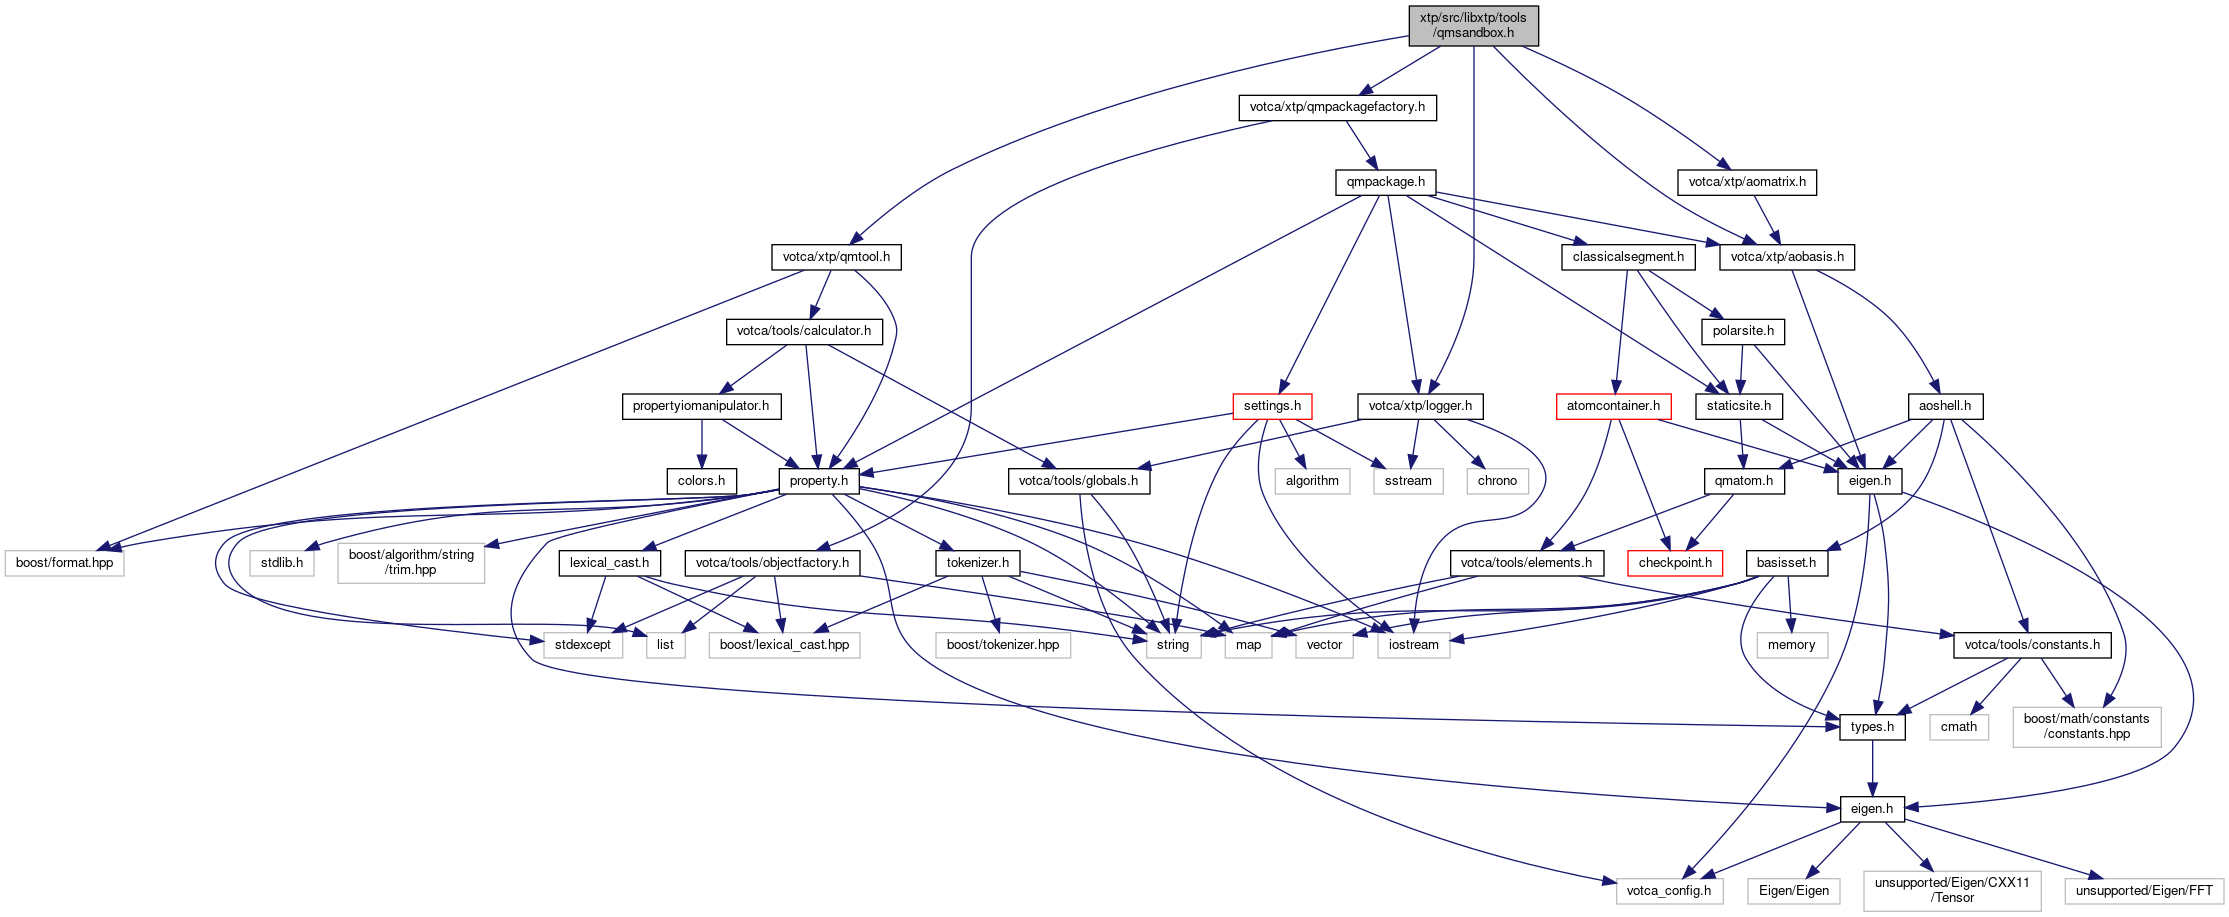 xtp/src/libxtp/tools
/qmsandbox.h
votca/xtp/qmpackagefactory.h
qmpackage.h
votca/xtp/aomatrix.h
votca/xtp/qmtool.h
classicalsegment.h
votca/xtp/aobasis.h
votca/tools/calculator.h
polarsite.h
propertyiomanipulator.h
settings.h
votca/xtp/logger.h
atomcontainer.h
staticsite.h
aoshell.h
colors.h
property.h
votca/tools/globals.h
algorithm
sstream
chrono
qmatom.h
eigen.h
boost/format.hpp
stdlib.h
boost/algorithm/string
/trim.hpp
lexical_cast.h
votca/tools/objectfactory.h
tokenizer.h
votca/tools/elements.h
checkpoint.h
basisset.h
stdexcept
list
boost/lexical_cast.hpp
boost/tokenizer.hpp
string
map
vector
iostream
memory
votca/tools/constants.h
types.h
cmath
boost/math/constants
/constants.hpp
eigen.h
votca_config.h
Eigen/Eigen
unsupported/Eigen/CXX11
/Tensor
unsupported/Eigen/FFT